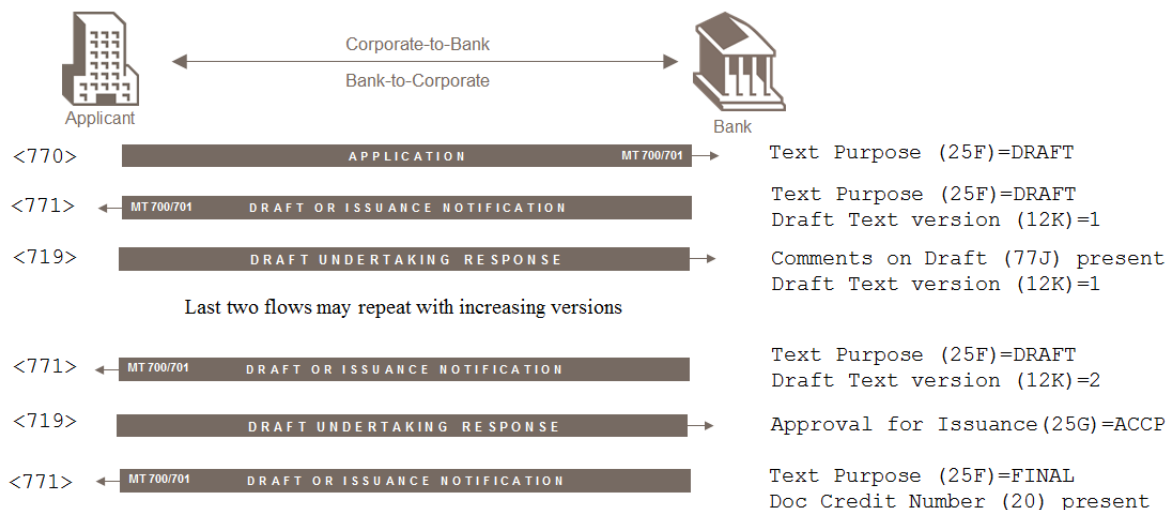 Corporate-to-Bank
Bank-to-Corporate
Applicant
Bank
<770> APPLICATION MT 700/701 Text Purpose (25F)=DRAFT
<771> MT 700/701 DRAFT OR ISSUANCE NOTIFICATION Text Purpose (25F)=DRAFT
Draft Text version (12K)=1
<719> DRAFT UNDERTAKING RESPONSE Comments on Draft (77J) present
Draft Text version (12K)=1
Last two flows may repeat with increasing versions
<771> MT 700/701 DRAFT OR ISSUANCE NOTIFICATION Text Purpose (25F)=DRAFT
Draft Text version (12K)=2
<719> DRAFT UNDERTAKING RESPONSE Approval for Issuance(25G)=ACCP
<771> MT 700/701 DRAFT OR ISSUANCE NOTIFICATION Text Purpose (25F)=FINAL
Doc Credit Number (20) present